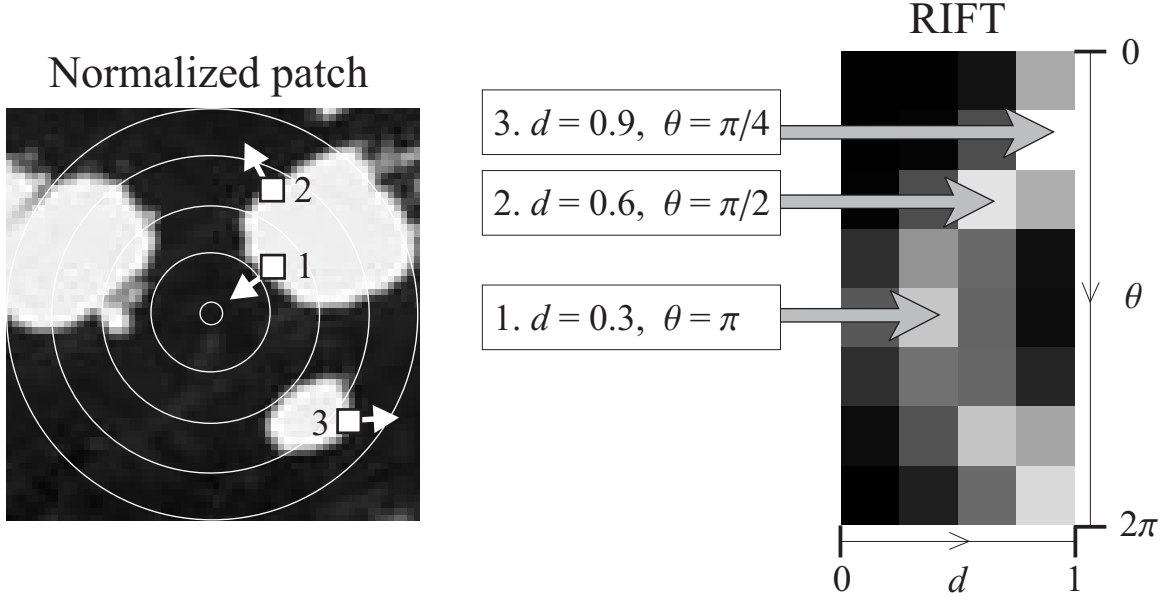 Normalized patch
2
1
3
3. d = 0.9, θ = π/4
2. d = 0.6, θ = π/2
1. d = 0.3, θ = π
RIFT
0
θ
2π
0
d
1